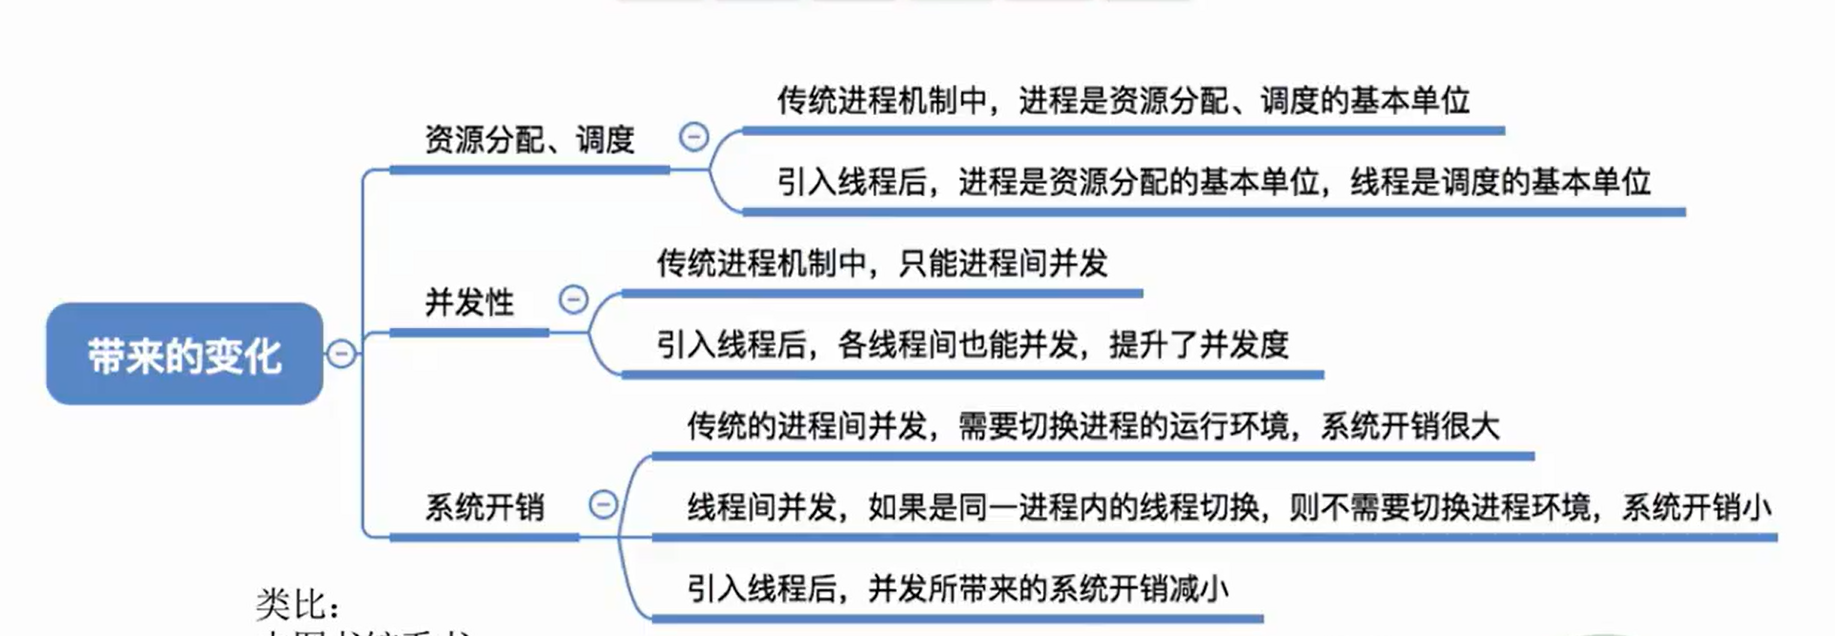 传统进程机制中，进程是资源分配、调度的基本单位
资源分配、调度
引入线程后，进程是资源分配的基本单位，线程是调度的基本单位
传统进程机制中，只能进程间并发
并发性
引入线程后，各线程间也能并发，提升了并发度
带来的变化
传统的进程间并发，需要切换进程的运行环境，系统开销很大
系统开销
线程间并发，如果是同一进程内的线程切换，则不需要切换进程环境，系统开销小
引入线程后，并发所带来的系统开销减小
类比：